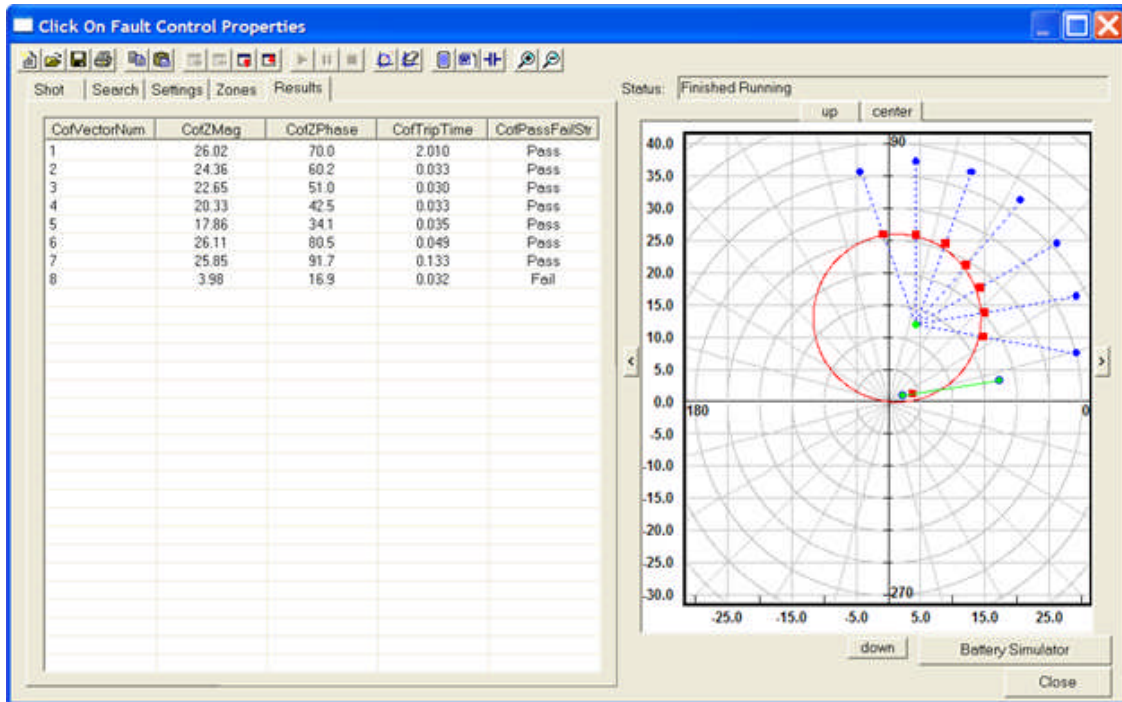 Click On Fault Control Properties
Shot Search Settings Zones Results
Status: Finished Running
up center
CofVectorNum CofZMag CofZPhase CofTripTime CofPassFailStr
1 26.02 70.0 2.010 Pass
2 24.36 60.2 0.033 Pass
3 22.65 51.0 0.030 Pass
4 20.33 42.5 0.033 Pass
5 17.86 34.1 0.035 Pass
6 26.11 80.5 0.049 Pass
7 25.85 91.7 0.133 Pass
8 3.98 16.9 0.032 Fail
40.0
35.0
30.0
25.0
20.0
15.0
10.0
5.0
0.0
-5.0
-10.0
-15.0
-20.0
-25.0
-30.0
90
180
0
270
-25.0 -15.0 -5.0 5.0 15.0 25.0
<
>
down
Battery Simulator
Close